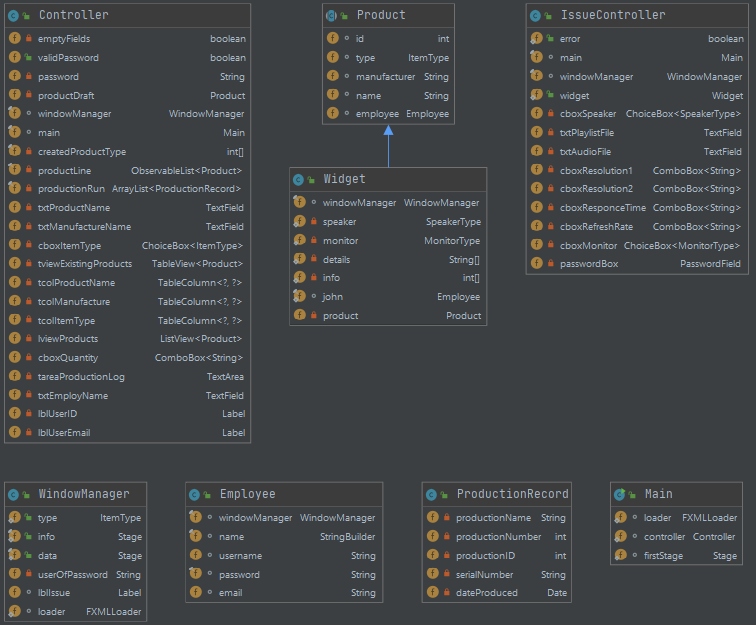 Controller
emptyFields boolean
validPassword boolean
password String
productDraft Product
windowManager WindowManager
main Main
createdProductType int[]
productLine ObservableList<Product>
productionRun ArrayList<ProductionRecord>
txtProductName TextField
txtManufactureName TextField
cboxItemType ChoiceBox<ItemType>
tviewExistingProducts TableView<Product>
tcolProductName TableColumn<?, ?>
tcolManufacture TableColumn<?, ?>
tcolItemType TableColumn<?, ?>
lviewProducts ListView<Product>
cboxQuantity ComboBox<String>
tareaProductionLog TextArea
txtEmployName TextField
lblUserID Label
lblUserEmail Label
Product
id int
type ItemType
manufacturer String
name String
employee Employee
Widget
windowManager WindowManager
speaker SpeakerType
monitor MonitorType
details String[]
info int[]
john Employee
product Product
IssueController
error boolean
main Main
windowManager WindowManager
widget Widget
cboxSpeaker ChoiceBox<SpeakerType>
txtPlaylistFile TextField
txtAudioFile TextField
cboxResolution1 ComboBox<String>
cboxResolution2 ComboBox<String>
cboxResponceTime ComboBox<String>
cboxRefreshRate ComboBox<String>
cboxMonitor ChoiceBox<MonitorType>
passwordBox PasswordField
WindowManager
type ItemType
info Stage
data Stage
userOfPassword String
lblIssue Label
loader FXMLLoader
Employee
windowManager WindowManager
name StringBuilder
username String
password String
email String
ProductionRecord
productionName String
productionNumber int
productionID int
serialNumber String
dateProduced Date
Main
loader FXMLLoader
controller Controller
firstStage Stage